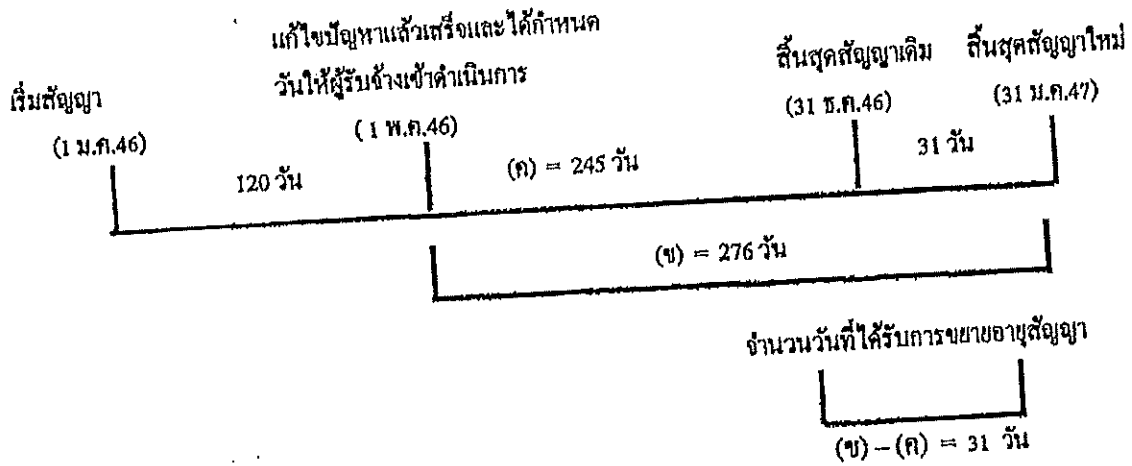 แก้ไขปัญหาแล้วเสร็จและได้กำหนด
วันให้ผู้รับจ้างเข้าดำเนินการ
สิ้นสุดสัญญาเดิม
สิ้นสุดสัญญาใหม่
เริ่มสัญญา
(1 ม.ค.46)
( 1 พ.ค.46)
(31 ธ.ค.46)
(31 ม.ค.47)
120 วัน
(ค) = 245 วัน
31 วัน
(ข) = 276 วัน
จำนวนวันที่ได้รับการขยายอายุสัญญา
(ข) – (ค) = 31 วัน